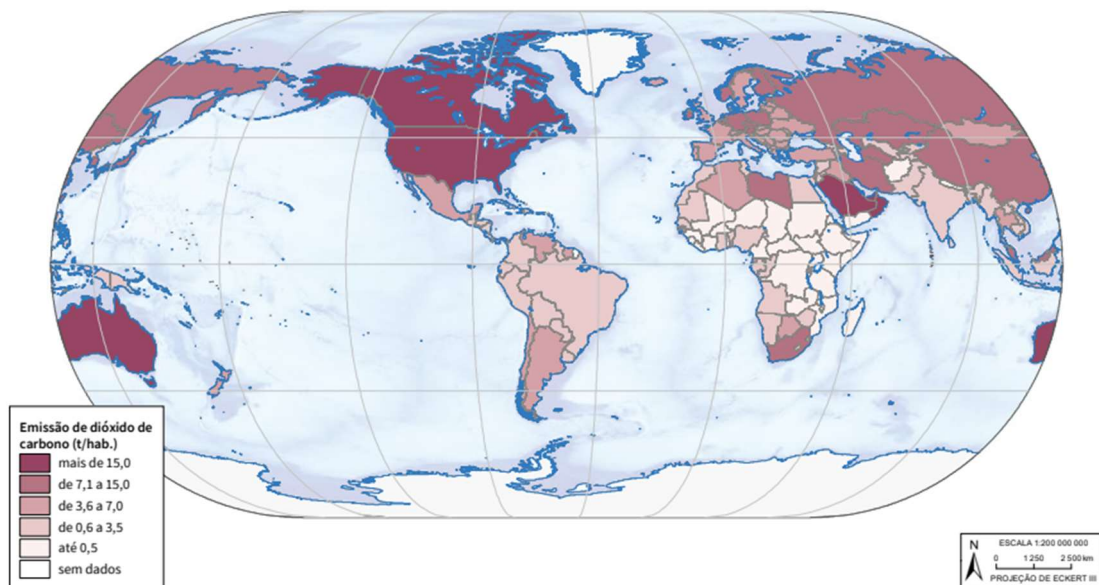 Emissão de dióxido de
carbono (t/hab.)
mais de 15,0
de 7,1 a 15,0
de 3,6 a 7,0
de 0,6 a 3,5
até 0,5
sem dados
N
ESCALA 1:200 000 000
0 1 250 2 500 km
PROJEÇÃO DE ECKERT III